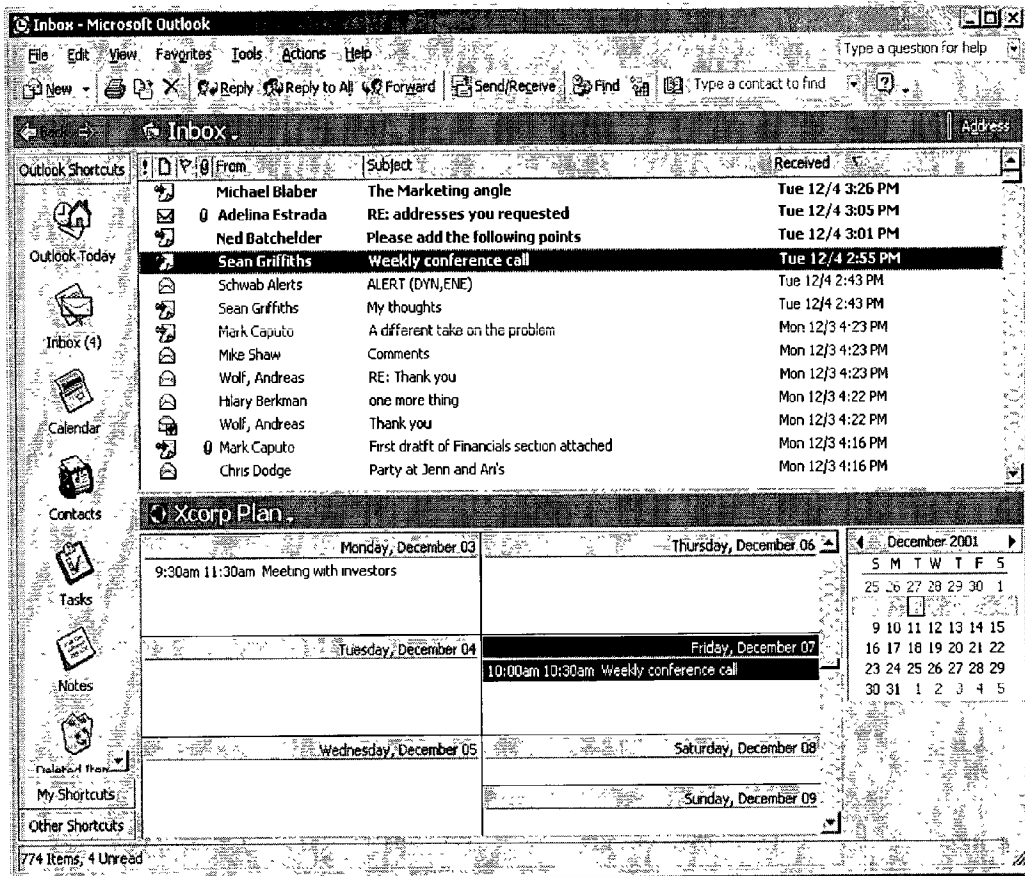 Inbox - Microsoft Outlook
File Edit View Favorites Tools Actions Help Type a question for help
New Reply Reply to All Forward Send/Receive Find Type a contact to find
Back Inbox Address
Outlook Shortcuts ! From Subject Received
Michael Blaber The Marketing angle Tue 12/4 3:26 PM
Adelina Estrada RE: addresses you requested Tue 12/4 3:05 PM
Ned Batchelder Please add the following points Tue 12/4 3:01 PM
Outlook Today
Sean Griffiths Weekly conference call Tue 12/4 2:55 PM
Schwab Alerts ALERT (DYN,ENE) Tue 12/4 2:43 PM
Sean Griffiths My thoughts Tue 12/4 2:43 PM
Mark Caputo A different take on the problem Mon 12/3 4:23 PM
Inbox (4)
Mike Shaw Comments Mon 12/3 4:23 PM
Wolf, Andreas RE: Thank you Mon 12/3 4:23 PM
Hilary Berkman one more thing Mon 12/3 4:22 PM
Calendar
Wolf, Andreas Thank you Mon 12/3 4:22 PM
Mark Caputo First dratft of Financials section attached Mon 12/3 4:16 PM
Chris Dodge Party at Jenn and Ari's Mon 12/3 4:16 PM
Contacts
Xcorp Plan
Monday, December 03 Thursday, December 06 December 2001
9:30am 11:30am Meeting with investors
S M T W T F S
25 26 27 28 29 30 1
Tasks
9 10 11 12 13 14 15
Tuesday, December 04 Friday, December 07 16 17 18 19 20 21 22
10:00am 10:30am Weekly conference call 23 24 25 26 27 28 29
Notes
30 31 1 2 3 4 5
Wednesday, December 05 Saturday, December 08
Deleted Item
My Shortcuts
Sunday, December 09
Other Shortcuts
774 Items, 4 Unread